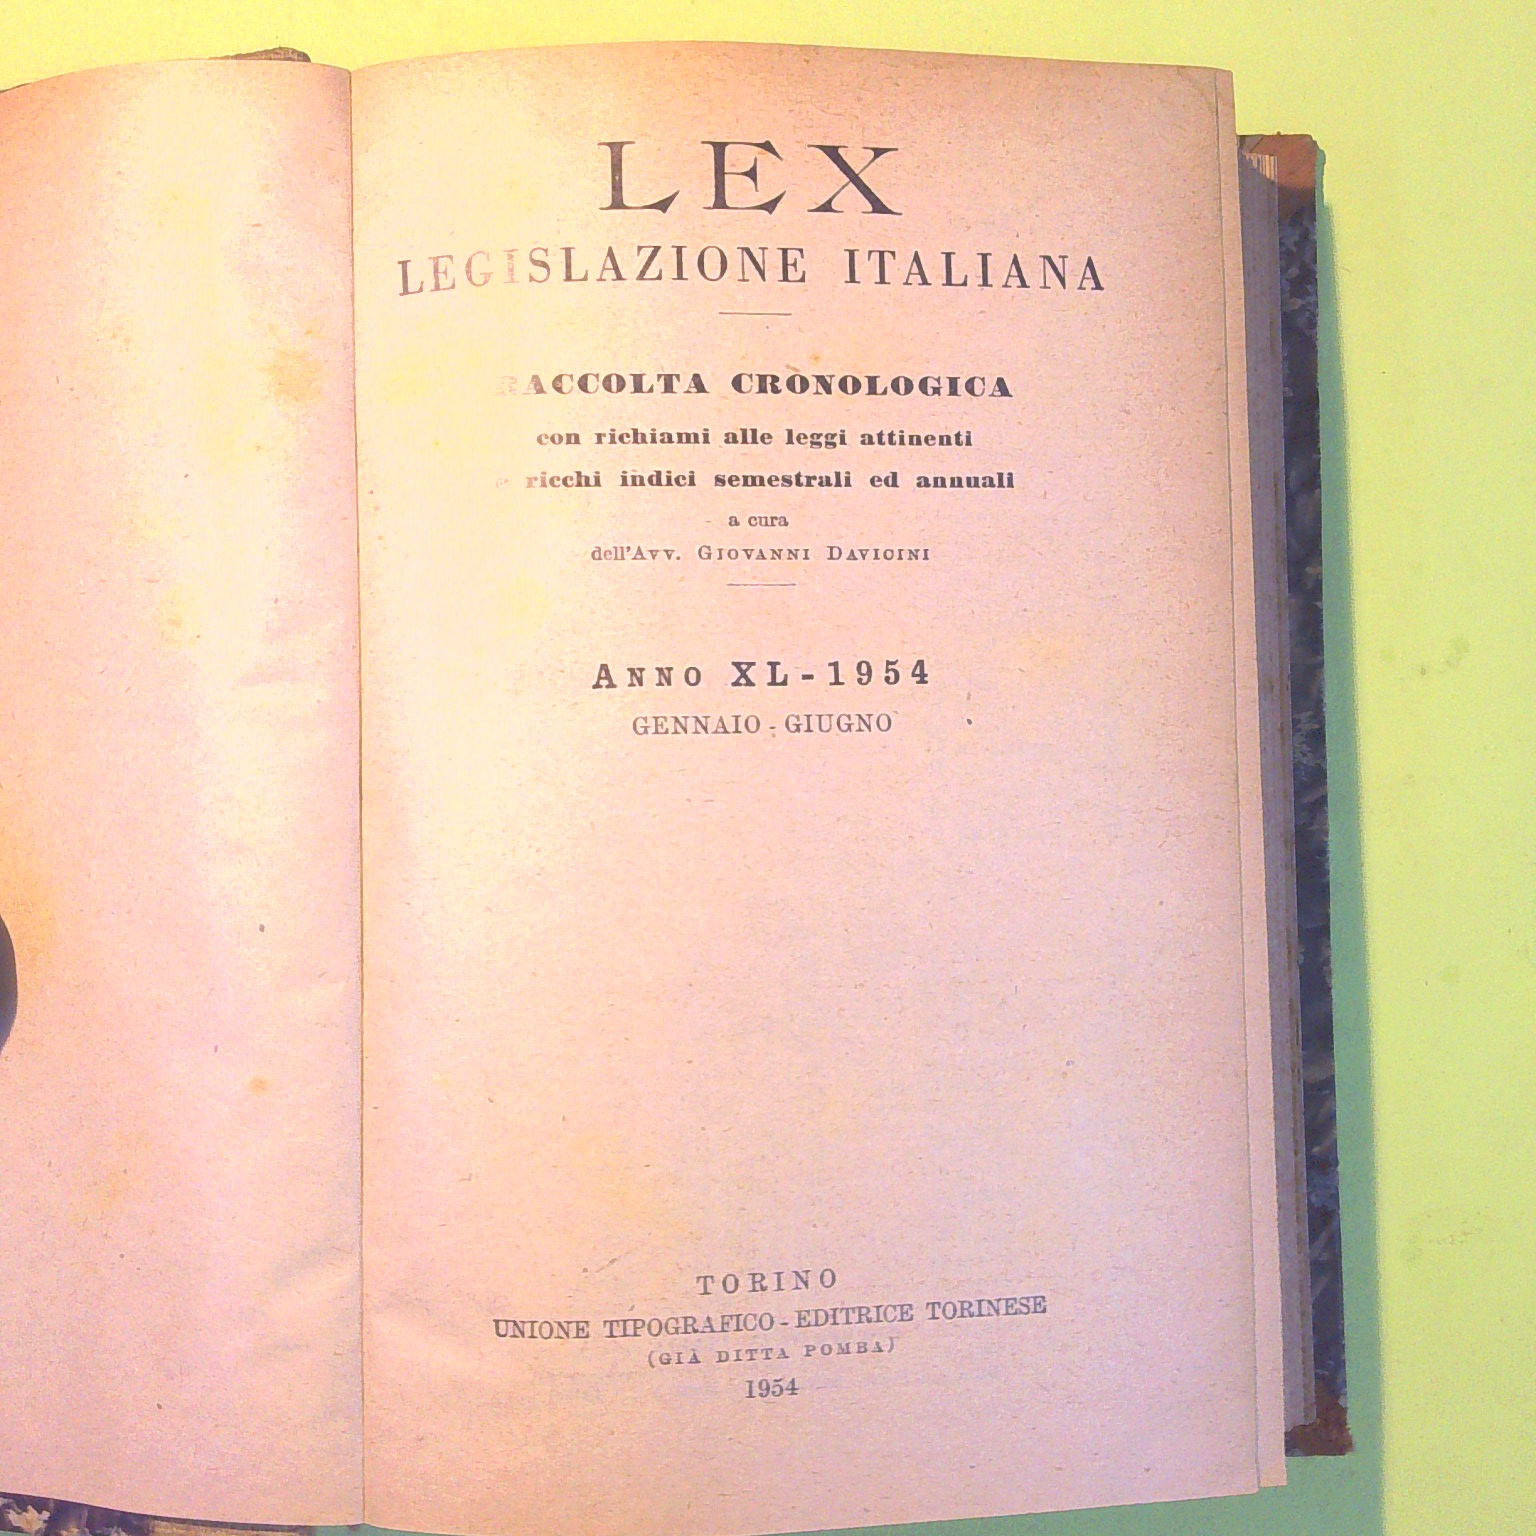 LEX
LEGISLAZIONE ITALIANA
RACCOLTA CRONOLOGICA
con richiami alle leggi attinenti
e ricchi indici semestrali ed annuali
a cura
dell'Avv. GIOVANNI DAVICINI
ANNO XL - 1954
GENNAIO - GIUGNO
TORINO
UNIONE TIPOGRAFICO - EDITRICE TORINESE
(GIÀ DITTA POMBA)
1954